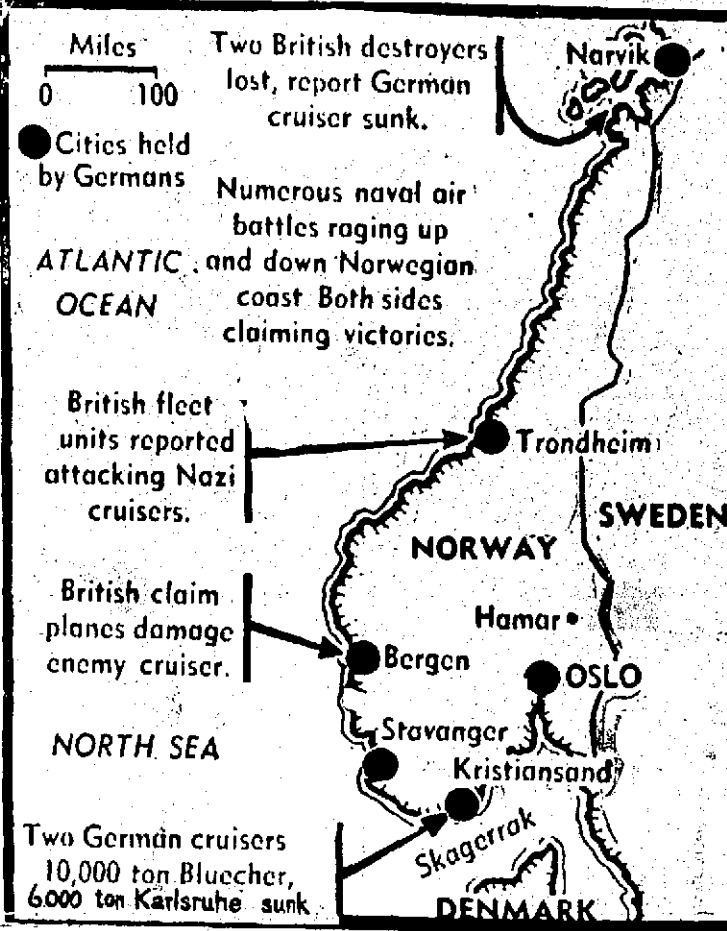 Miles
0 100
Cities held
by Germans
Two British destroyers
lost, report German
cruiser sunk.
Narvik
Numerous naval air
battles raging up
and down Norwegian
coast Both sides
claiming victories.
ATLANTIC
OCEAN
British fleet
units reported
attacking Nazi
cruisers.
Trondheim
SWEDEN
NORWAY
British claim
planes damage
enemy cruiser.
Hamar
Bergen
OSLO
NORTH SEA
Stavanger
Kristiansand
Skagerrak
Two German cruisers
10,000 ton Bluecher,
6000 ton Karlsruhe sunk
DENMARK